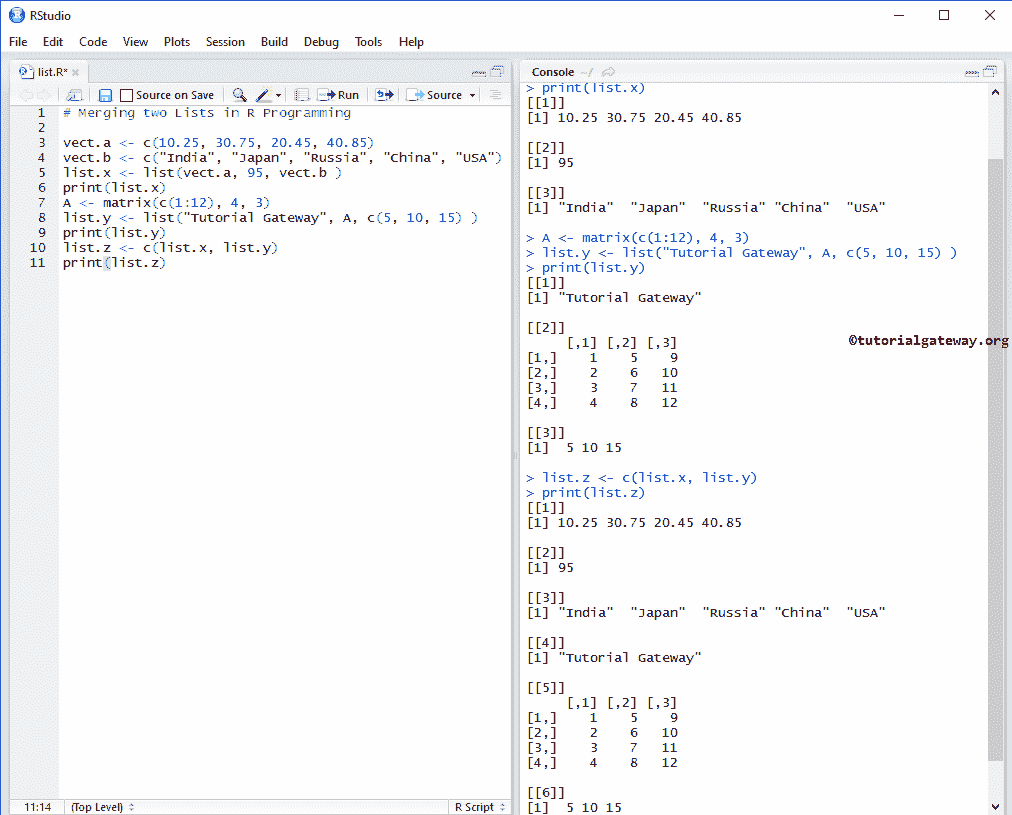 RStudio
File Edit Code View Plots Session Build Debug Tools Help
list.R*
Source on Save Run Source
1 # Merging two Lists in R Programming
2
3 vect.a <- c(10.25, 30.75, 20.45, 40.85)
4 vect.b <- c("India", "Japan", "Russia", "China", "USA")
5 list.x <- list(vect.a, 95, vect.b )
6 print(list.x)
7 A <- matrix(c(1:12), 4, 3)
8 list.y <- list("Tutorial Gateway", A, c(5, 10, 15) )
9 print(list.y)
10 list.z <- c(list.x, list.y)
11 print(list.z)
11:14 (Top Level) R Script
Console ~/
> print(list.x)
[[1]]
[1] 10.25 30.75 20.45 40.85
[[2]]
[1] 95
[[3]]
[1] "India"  "Japan"  "Russia" "China"  "USA"
> A <- matrix(c(1:12), 4, 3)
> list.y <- list("Tutorial Gateway", A, c(5, 10, 15) )
> print(list.y)
[[1]]
[1] "Tutorial Gateway"
[[2]]
     [,1] [,2] [,3]
[1,]    1    5    9
[2,]    2    6   10
[3,]    3    7   11
[4,]    4    8   12
[[3]]
[1]  5 10 15
> list.z <- c(list.x, list.y)
> print(list.z)
[[1]]
[1] 10.25 30.75 20.45 40.85
[[2]]
[1] 95
[[3]]
[1] "India"  "Japan"  "Russia" "China"  "USA"
[[4]]
[1] "Tutorial Gateway"
[[5]]
     [,1] [,2] [,3]
[1,]    1    5    9
[2,]    2    6   10
[3,]    3    7   11
[4,]    4    8   12
[[6]]
[1]  5 10 15
©tutorialgateway.org